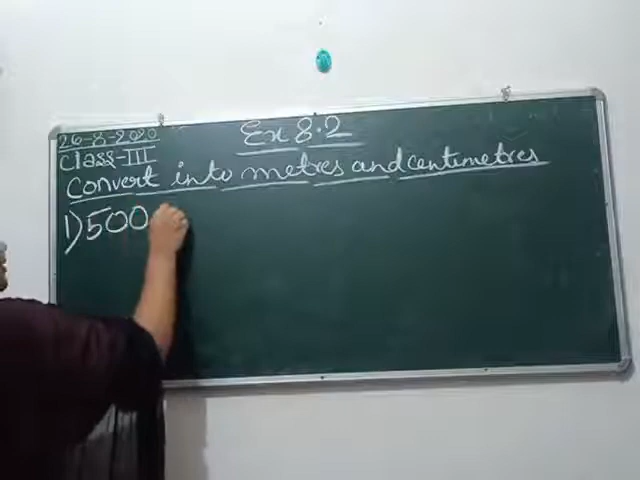 Ex 8.2
26-8-2020
Class-III
Convert into metres and centimetres
1) 500